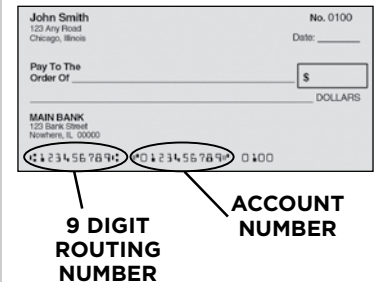 John Smith
123 Any Road
Chicago, Illinois
No. 0100
Date:
Pay To The
Order Of
$
DOLLARS
MAIN BANK
123 Bank Street
Nowhere, IL 00000
⑆123456789⑆ ⑈0123456789⑈ 0100
9 DIGIT
ROUTING
NUMBER
ACCOUNT
NUMBER